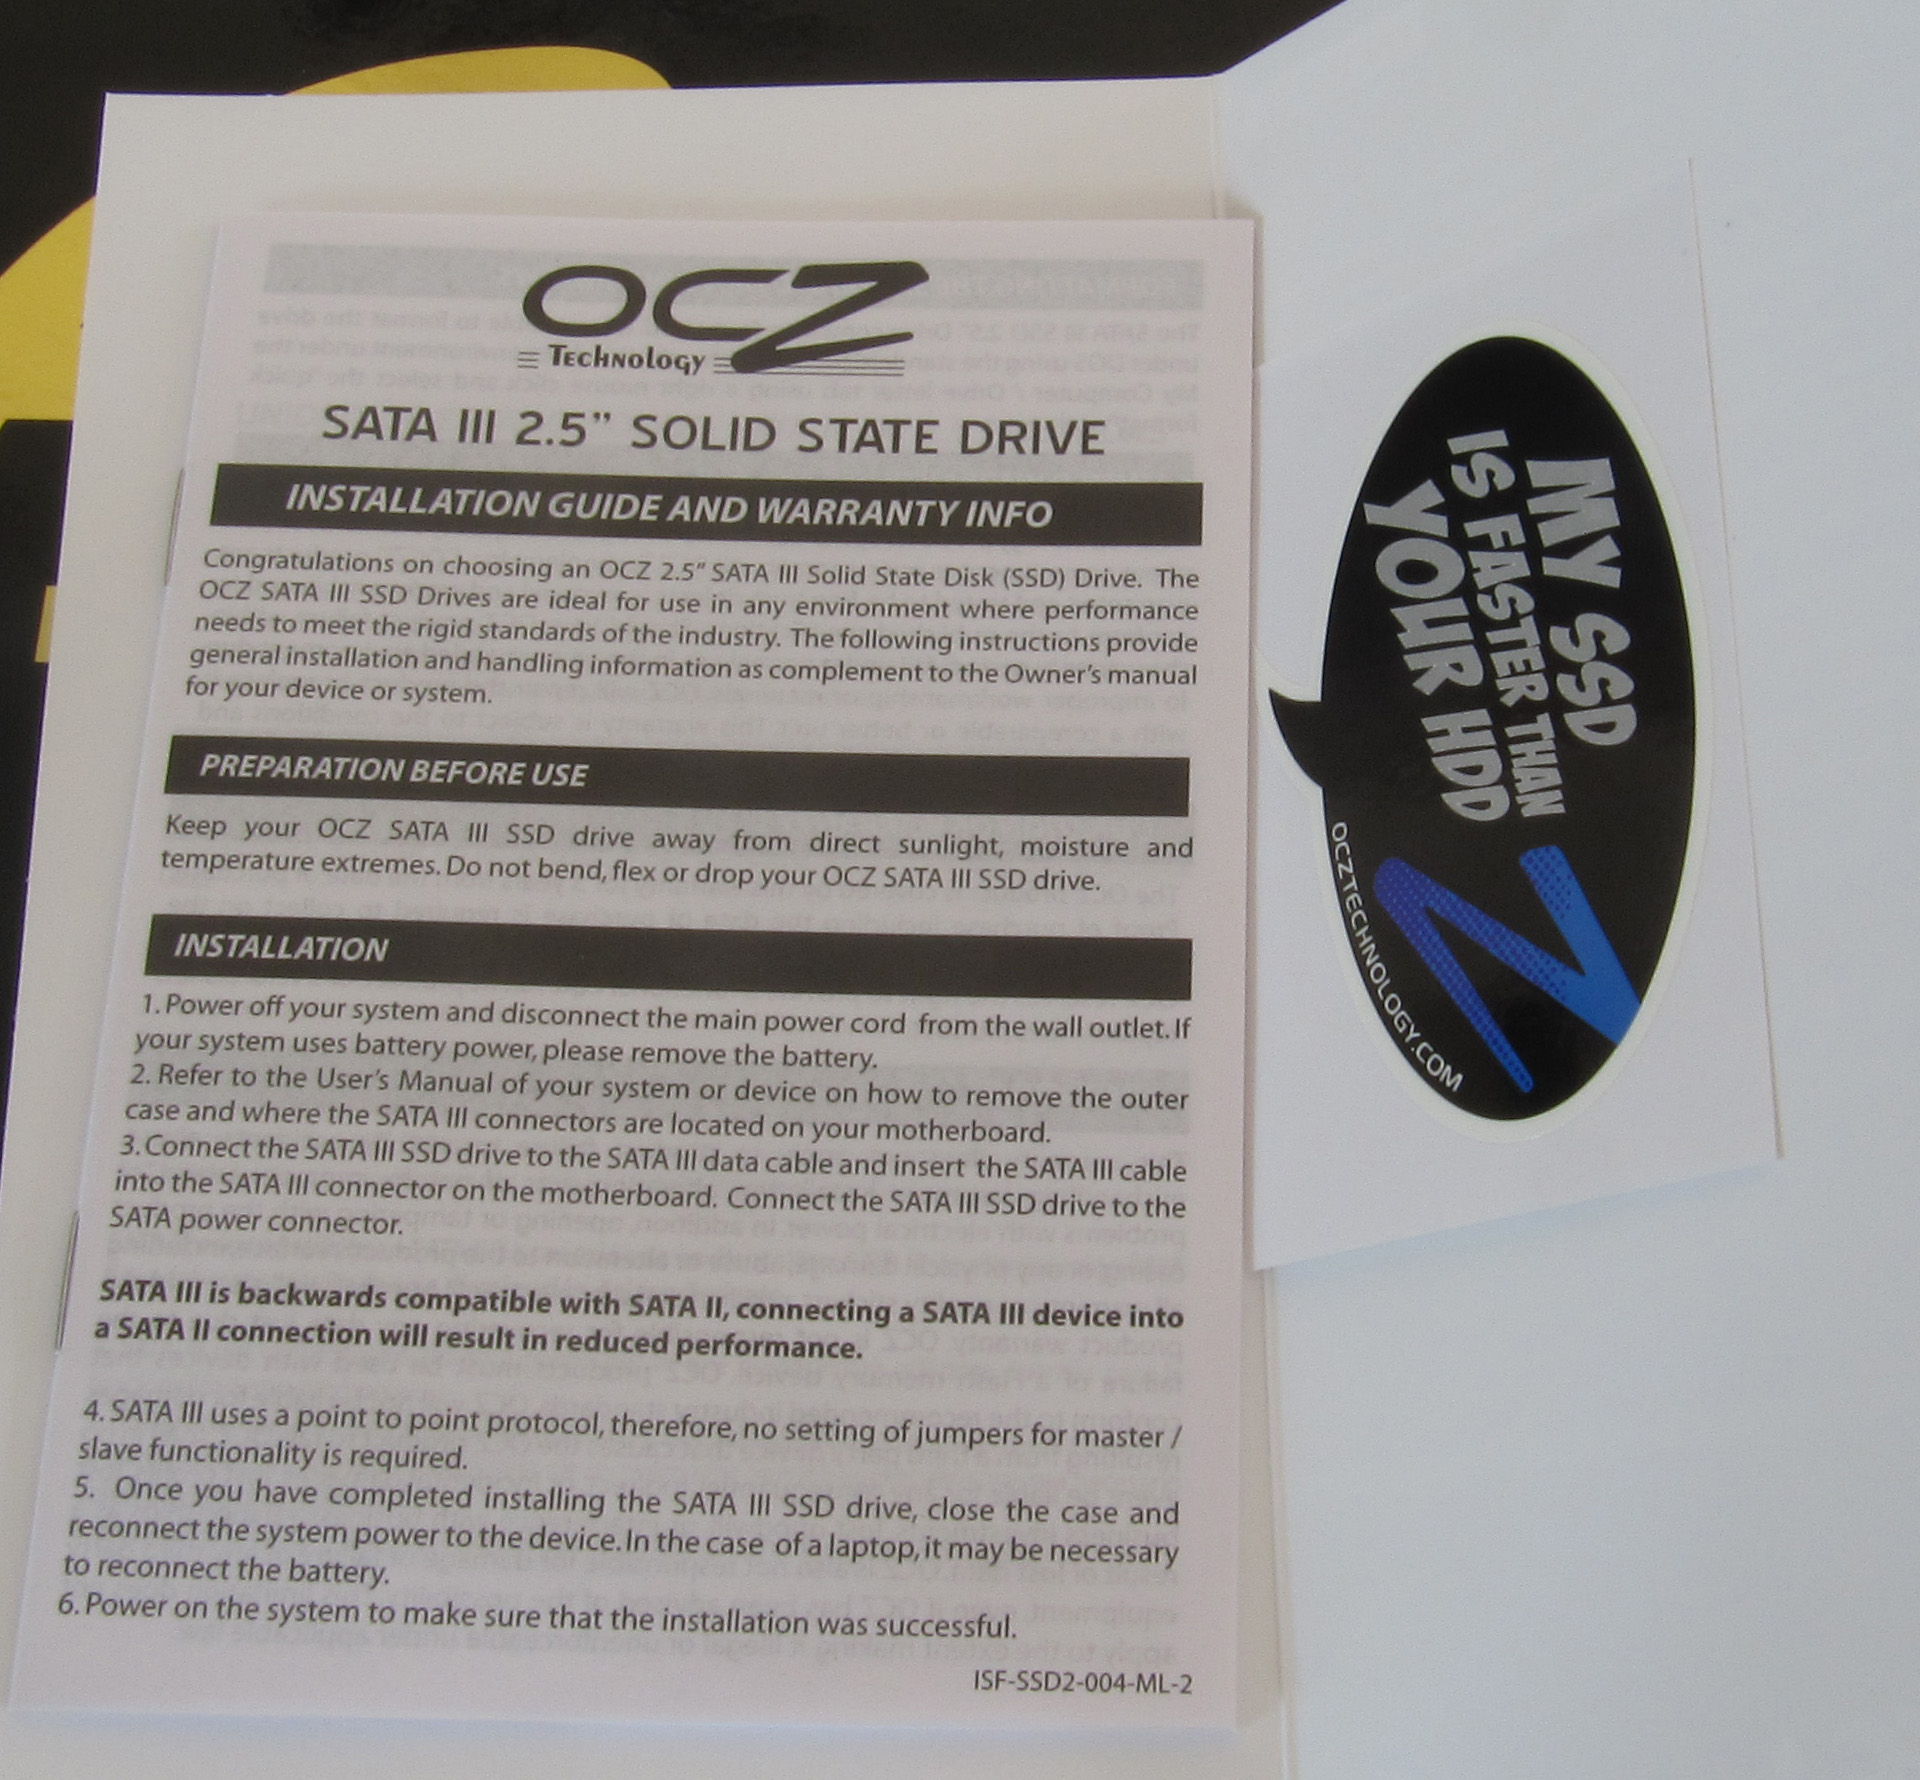 OCZ
Technology
SATA III 2.5” SOLID STATE DRIVE
INSTALLATION GUIDE AND WARRANTY INFO
Congratulations on choosing an OCZ 2.5” SATA III Solid State Disk (SSD) Drive. The
OCZ SATA III SSD Drives are ideal for use in any environment where performance
needs to meet the rigid standards of the industry. The following instructions provide
general installation and handling information as complement to the Owner’s manual
for your device or system.
PREPARATION BEFORE USE
Keep your OCZ SATA III SSD drive away from direct sunlight, moisture and
temperature extremes. Do not bend, flex or drop your OCZ SATA III SSD drive.
INSTALLATION
1. Power off your system and disconnect the main power cord from the wall outlet. If
your system uses battery power, please remove the battery.
2. Refer to the User’s Manual of your system or device on how to remove the outer
case and where the SATA III connectors are located on your motherboard.
3. Connect the SATA III SSD drive to the SATA III data cable and insert the SATA III cable
into the SATA III connector on the motherboard. Connect the SATA III SSD drive to the
SATA power connector.
SATA III is backwards compatible with SATA II, connecting a SATA III device into
a SATA II connection will result in reduced performance.
4. SATA III uses a point to point protocol, therefore, no setting of jumpers for master /
slave functionality is required.
5. Once you have completed installing the SATA III SSD drive, close the case and
reconnect the system power to the device. In the case of a laptop, it may be necessary
to reconnect the battery.
6. Power on the system to make sure that the installation was successful.
ISF-SSD2-004-ML-2
MY SSD
IS FASTER THAN
YOUR HDD
Z
OCZTECHNOLOGY.COM